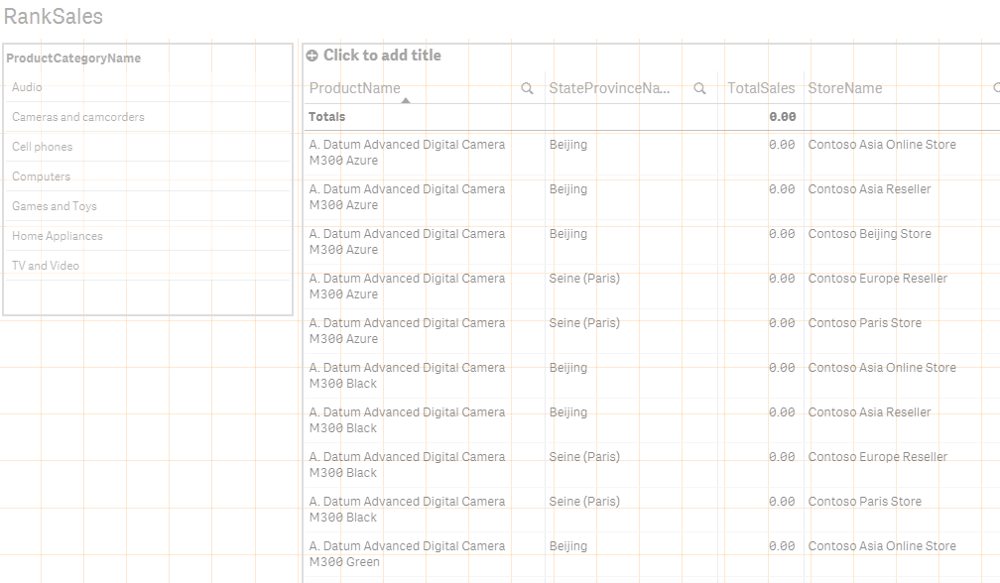 RankSales
ProductCategoryName
Audio
Cameras and camcorders
Cell phones
Computers
Games and Toys
Home Appliances
TV and Video
Click to add title
ProductName StateProvinceNa... TotalSales StoreName
Totals 0.00
A. Datum Advanced Digital Camera Beijing 0.00 Contoso Asia Online Store
M300 Azure
A. Datum Advanced Digital Camera Beijing 0.00 Contoso Asia Reseller
M300 Azure
A. Datum Advanced Digital Camera Beijing 0.00 Contoso Beijing Store
M300 Azure
A. Datum Advanced Digital Camera Seine (Paris) 0.00 Contoso Europe Reseller
M300 Azure
A. Datum Advanced Digital Camera Seine (Paris) 0.00 Contoso Paris Store
M300 Azure
A. Datum Advanced Digital Camera Beijing 0.00 Contoso Asia Online Store
M300 Black
A. Datum Advanced Digital Camera Beijing 0.00 Contoso Asia Reseller
M300 Black
A. Datum Advanced Digital Camera Seine (Paris) 0.00 Contoso Europe Reseller
M300 Black
A. Datum Advanced Digital Camera Seine (Paris) 0.00 Contoso Paris Store
M300 Black
A. Datum Advanced Digital Camera Beijing 0.00 Contoso Asia Online Store
M300 Green